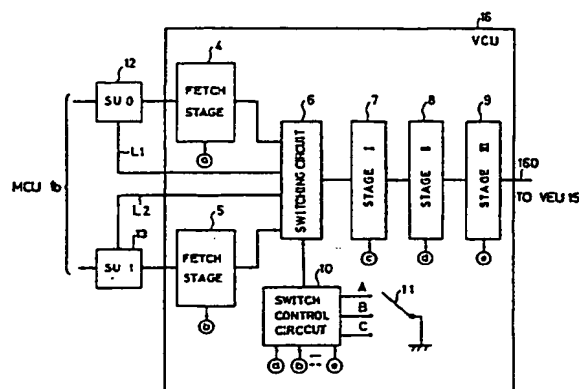 16
VCU
12
4
SU 0
FETCH STAGE
ⓐ
L1
6
SWITCHING CIRCUIT
7
STAGE I
ⓒ
8
STAGE II
ⓓ
9
STAGE III
ⓔ
160
TO VEU 15
MCU 1b
L2
13
SU 1
5
FETCH STAGE
ⓑ
10
SWITCH CONTROL CIRCCUT
A
B
C
11
ⓐ ⓑ -- ⓔ